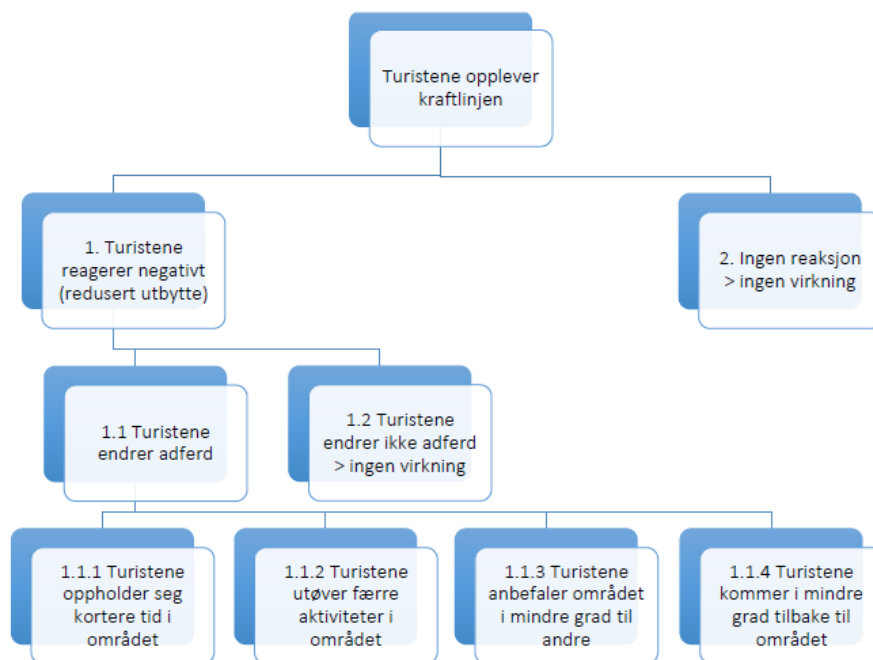 Turistene opplever
kraftlinjen
1. Turistene
reagerer negativt
(redusert utbytte)
2. Ingen reaksjon
> ingen virkning
1.1 Turistene
endrer adferd
1.2 Turistene
endrer ikke adferd
> ingen virkning
1.1.1 Turistene
oppholder seg
kortere tid i
området
1.1.2 Turistene
utøver færre
aktiviteter i
området
1.1.3 Turistene
anbefaler området
i mindre grad til
andre
1.1.4 Turistene
kommer i mindre
grad tilbake til
området